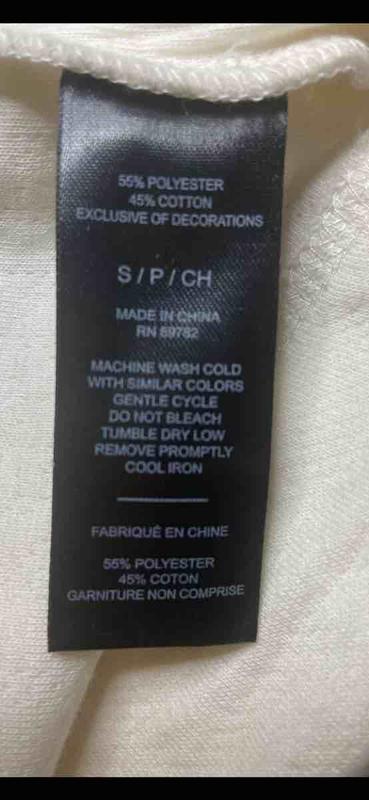 55% POLYESTER
45% COTTON
EXCLUSIVE OF DECORATIONS
S / P / CH
MADE IN CHINA
RN 69782
MACHINE WASH COLD
WITH SIMILAR COLORS
GENTLE CYCLE
DO NOT BLEACH
TUMBLE DRY LOW
REMOVE PROMPTLY
COOL IRON
FABRIQUÉ EN CHINE
55% POLYESTER
45% COTON
GARNITURE NON COMPRISE